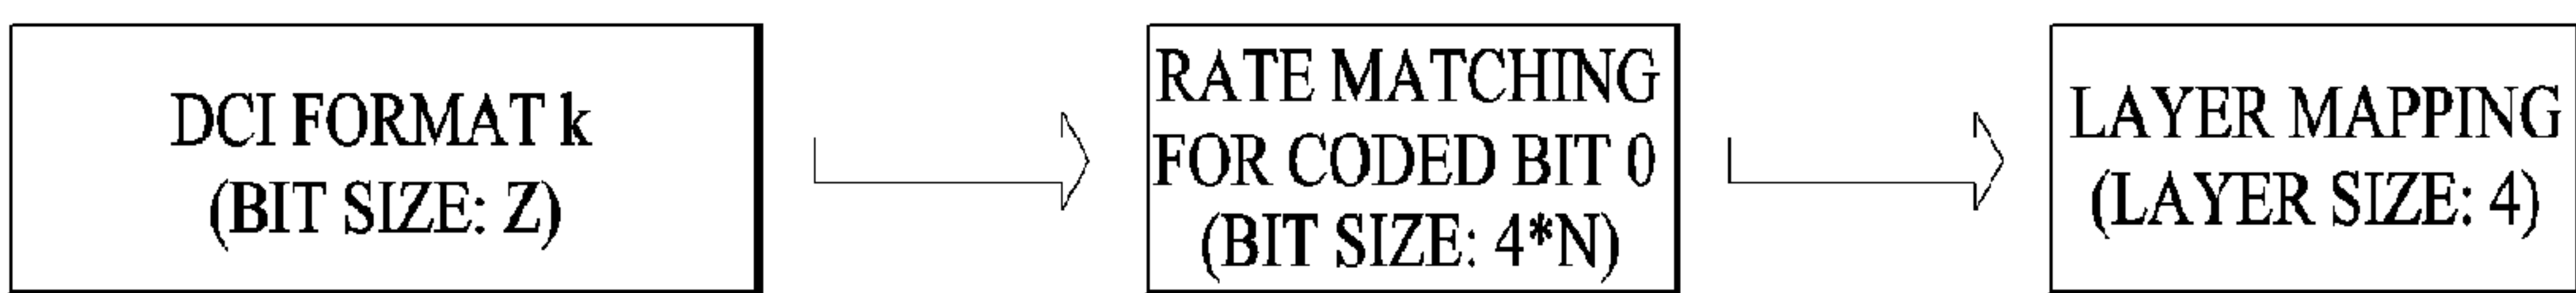 DCI FORMAT k
(BIT SIZE: Z)
RATE MATCHING
FOR CODED BIT 0
(BIT SIZE: 4*N)
LAYER MAPPING
(LAYER SIZE: 4)